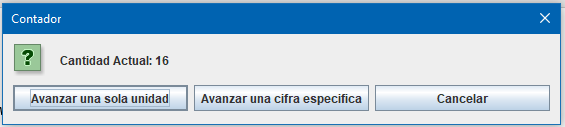 Contador
?
Cantidad Actual: 16
Avanzar una sola unidad Avanzar una cifra especifica Cancelar